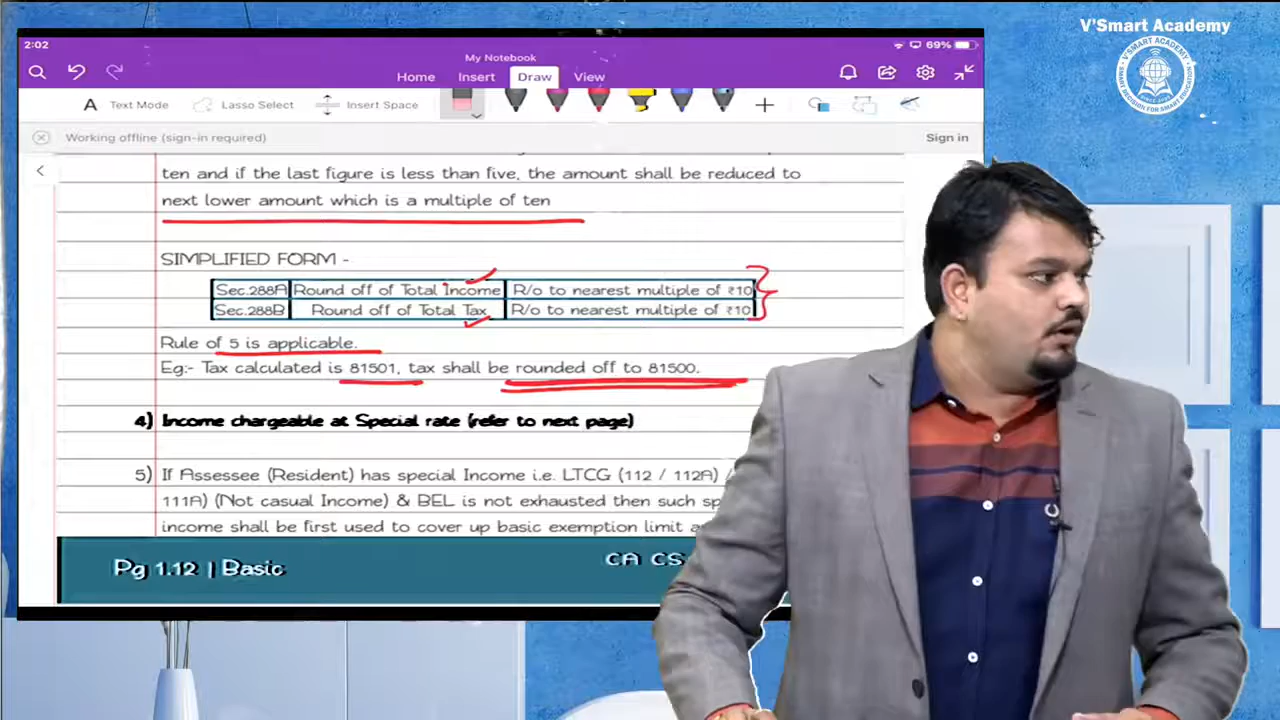 V'Smart Academy
2:02
69%
My Notebook
Home Insert Draw View
A Text Mode Lasso Select Insert Space
Working offline (sign-in required) Sign in
ten and if the last figure is less than five, the amount shall be reduced to
next lower amount which is a multiple of ten
SIMPLIFIED FORM -
Sec.288A Round off of Total Income R/o to nearest multiple of ₹10
Sec.288B Round off of Total Tax R/o to nearest multiple of ₹10
Rule of 5 is applicable.
Eg:- Tax calculated is 81501, tax shall be rounded off to 81500.
4) Income chargeable at Special rate (refer to next page)
5) If Assessee (Resident) has special Income i.e. LTCG (112 / 112A) /
111A) (Not casual Income) & BEL is not exhausted then such sp
income shall be first used to cover up basic exemption limit a
Pg 1.12 | Basic CA CS